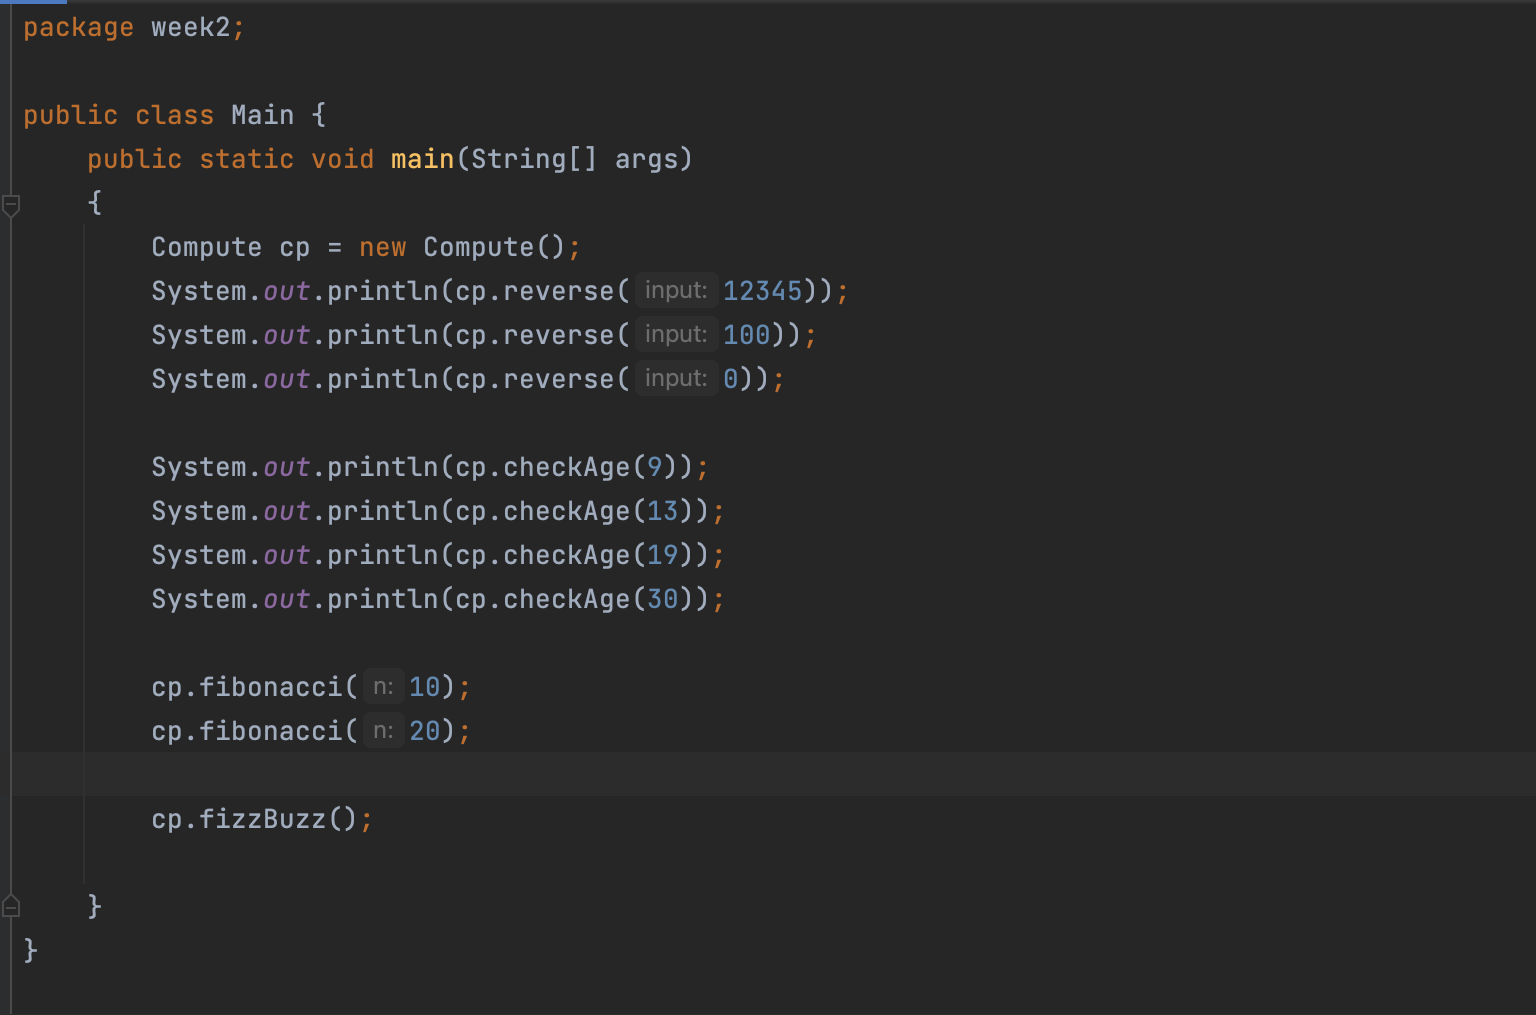 package week2;
public class Main {
public static void main(String[] args)
{
Compute cp = new Compute();
System.out.println(cp.reverse( input: 12345));
System.out.println(cp.reverse( input: 100));
System.out.println(cp.reverse( input: 0));
System.out.println(cp.checkAge(9));
System.out.println(cp.checkAge(13));
System.out.println(cp.checkAge(19));
System.out.println(cp.checkAge(30));
cp.fibonacci( n: 10);
cp.fibonacci( n: 20);
cp.fizzBuzz();
}
}